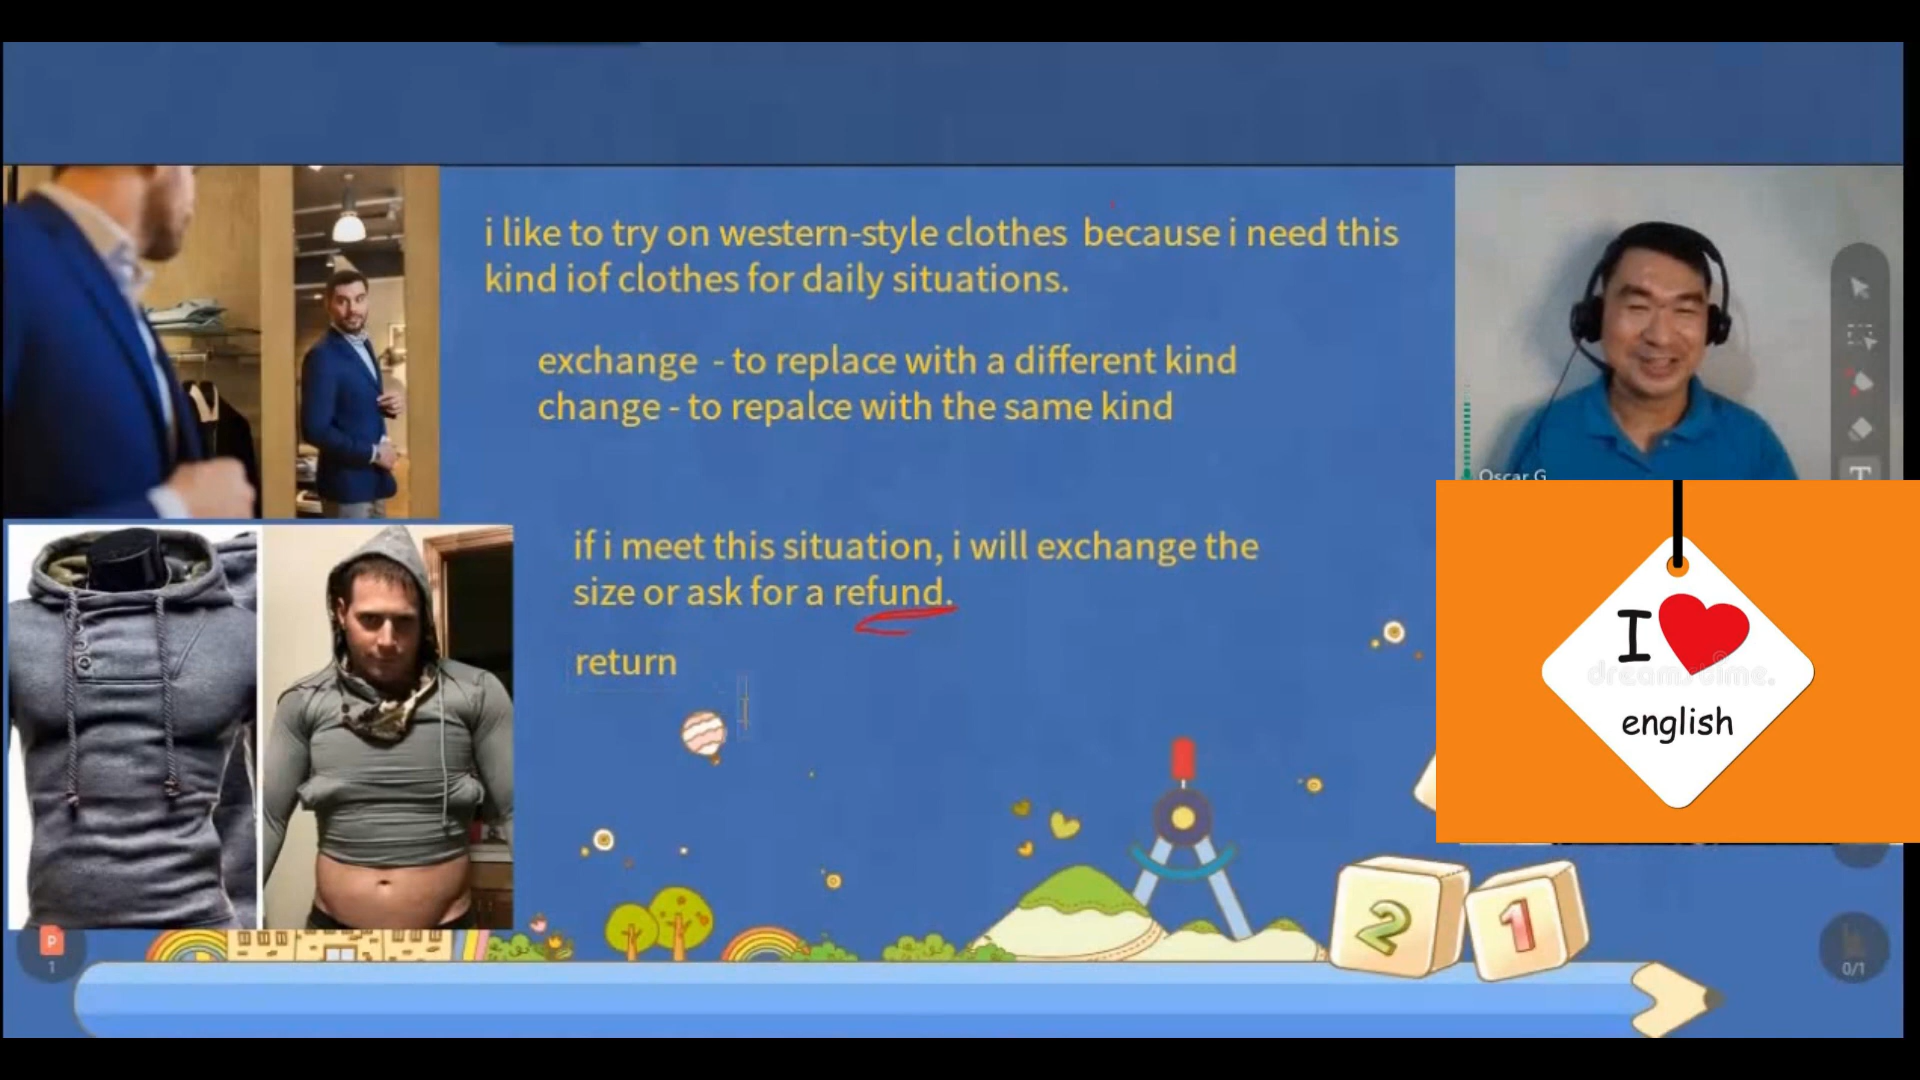 i like to try on western-style clothes  because i need this
kind iof clothes for daily situations.
exchange  - to replace with a different kind
change - to repalce with the same kind
if i meet this situation, i will exchange the
size or ask for a refund.
return
Oscar G
T
I
dreamstime.
english
2
1
P
1
0/1